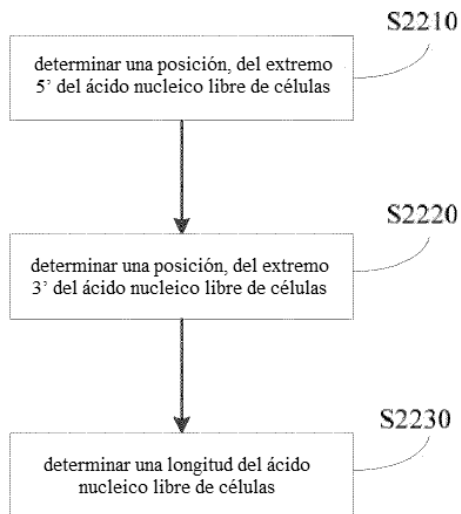 S2210
determinar una posición, del extremo
5' del ácido nucleico libre de células
S2220
determinar una posición, del extremo
3' del ácido nucleico libre de células
S2230
determinar una longitud del ácido
nucleico libre de células